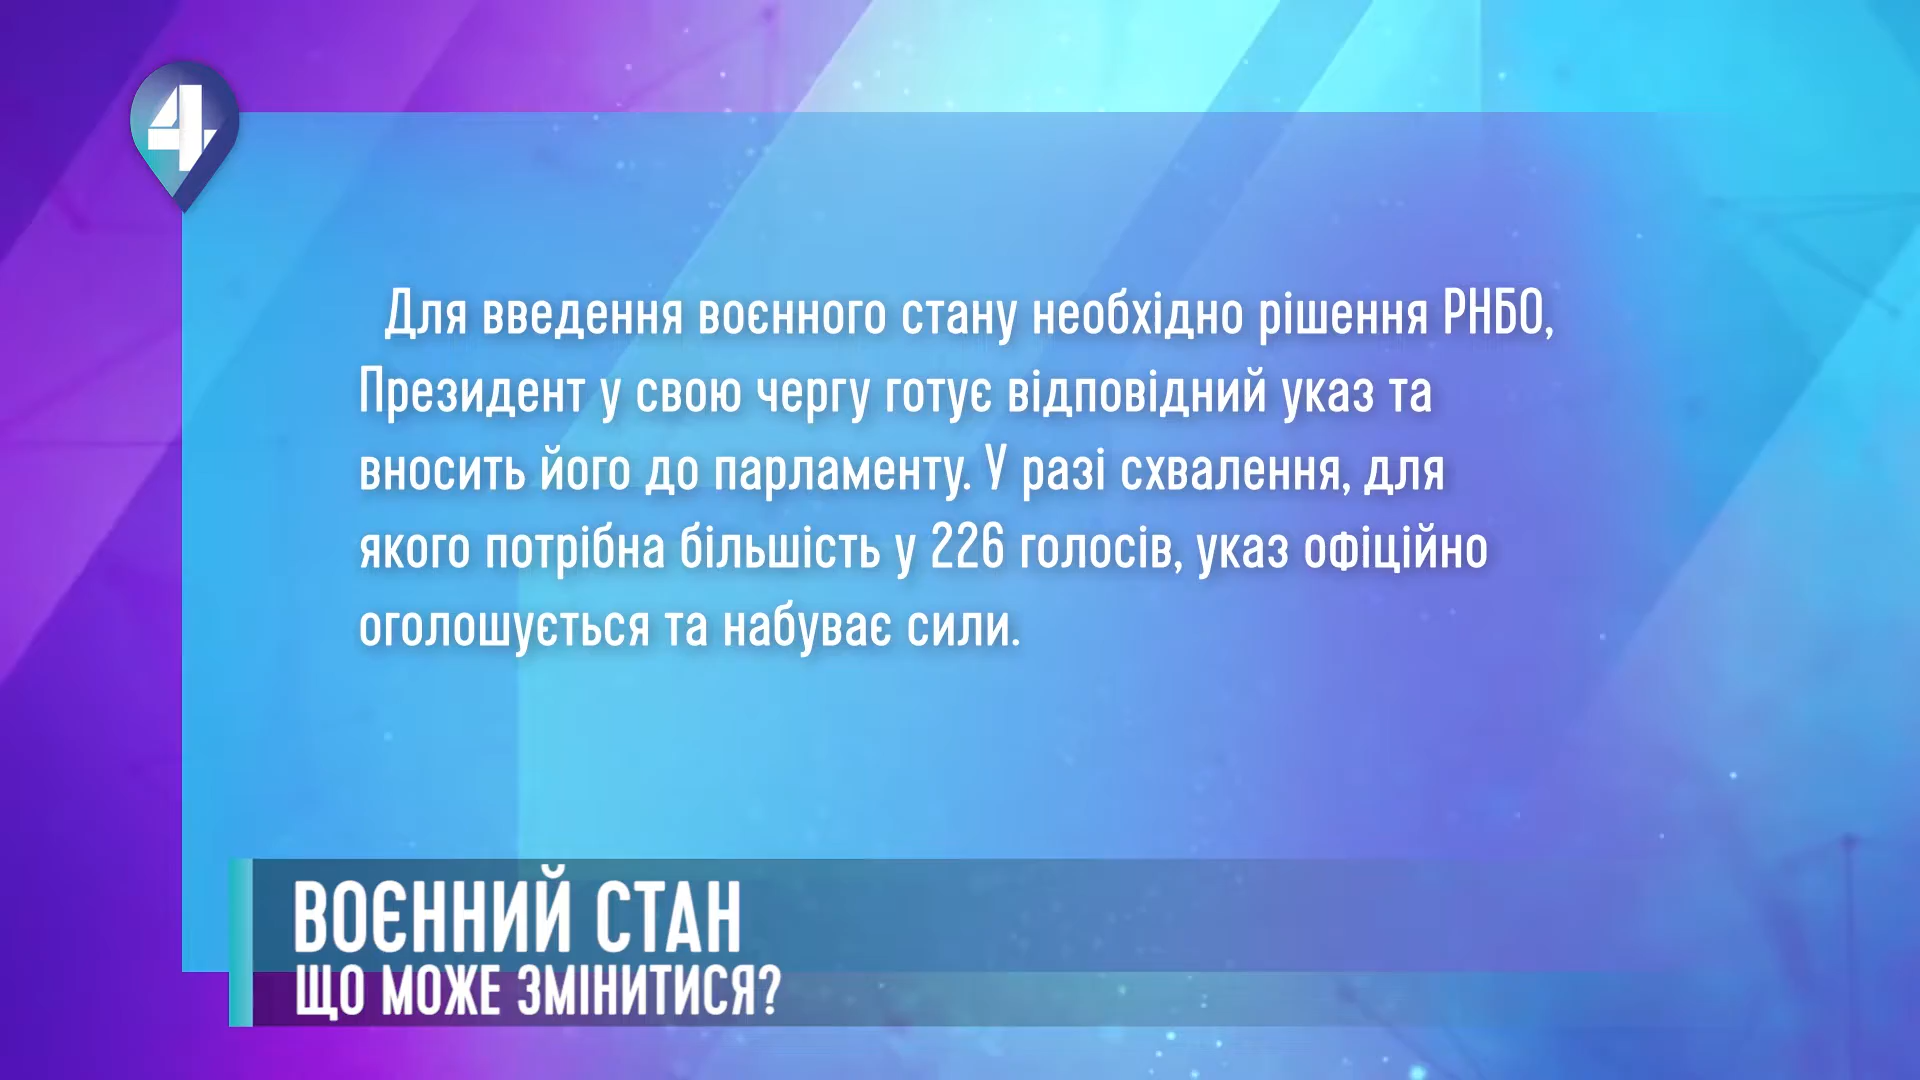 4
Для введення воєнного стану необхідно рішення РНБО,
Президент у свою чергу готує відповідний указ та
вносить його до парламенту. У разі схвалення, для
якого потрібна більшість у 226 голосів, указ офіційно
оголошується та набуває сили.
ВОЄННИЙ СТАН
ЩО МОЖЕ ЗМІНИТИСЯ?